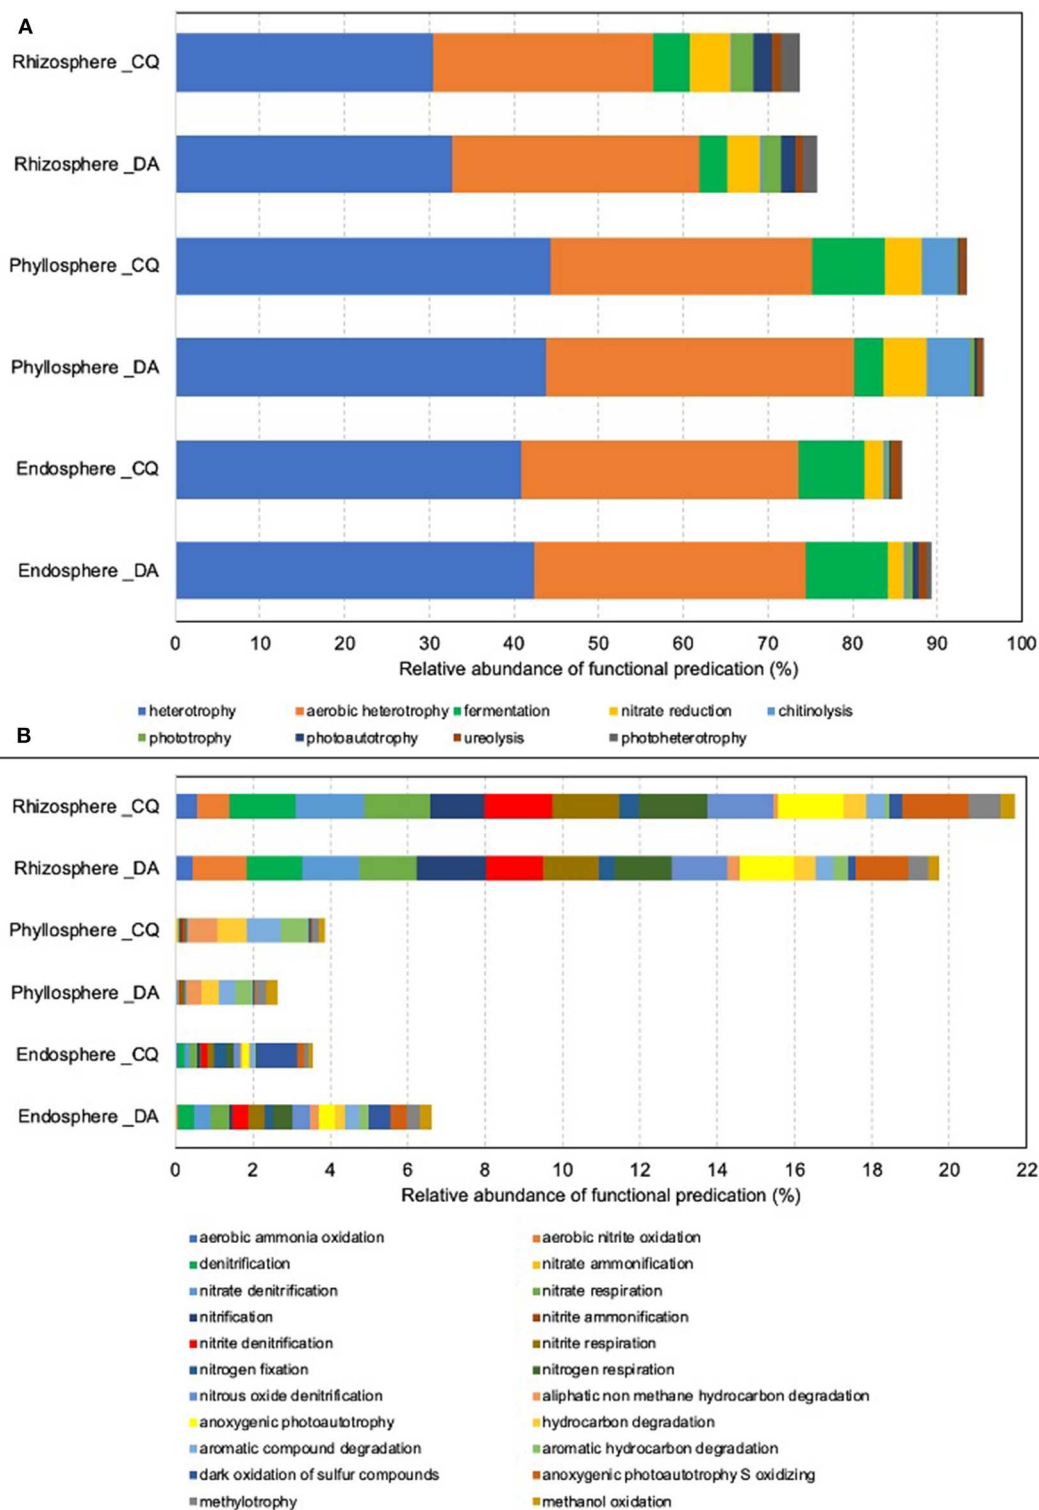 A
Rhizosphere _CQ
Rhizosphere _DA
Phyllosphere _CQ
Phyllosphere _DA
Endosphere _CQ
Endosphere _DA
0 10 20 30 40 50 60 70 80 90 100
Relative abundance of functional predication (%)
heterotrophy aerobic heterotrophy fermentation nitrate reduction chitinolysis
phototrophy photoautotrophy ureolysis photoheterotrophy
B
Rhizosphere _CQ
Rhizosphere _DA
Phyllosphere _CQ
Phyllosphere _DA
Endosphere _CQ
Endosphere _DA
0 2 4 6 8 10 12 14 16 18 20 22
Relative abundance of functional predication (%)
aerobic ammonia oxidation aerobic nitrite oxidation
denitrification nitrate ammonification
nitrate denitrification nitrate respiration
nitrification nitrite ammonification
nitrite denitrification nitrite respiration
nitrogen fixation nitrogen respiration
nitrous oxide denitrification aliphatic non methane hydrocarbon degradation
anoxygenic photoautotrophy hydrocarbon degradation
aromatic compound degradation aromatic hydrocarbon degradation
dark oxidation of sulfur compounds anoxygenic photoautotrophy S oxidizing
methylotrophy methanol oxidation